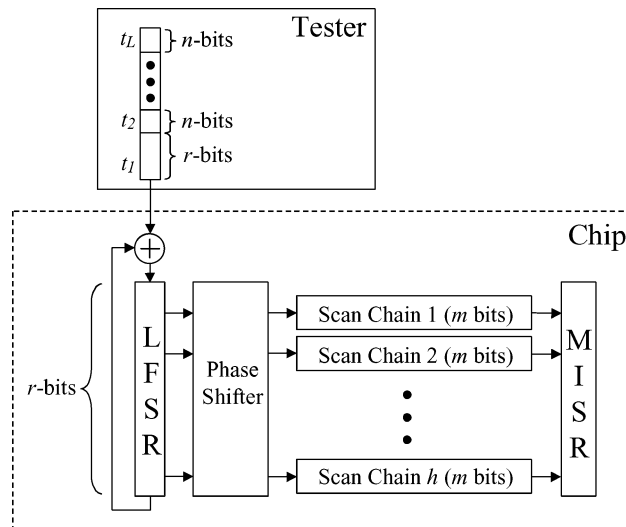 Tester
t_L
n-bits
t_2
n-bits
t_1
r-bits
Chip
r-bits
L
F
S
R
Phase
Shifter
Scan Chain 1 (m bits)
Scan Chain 2 (m bits)
Scan Chain h (m bits)
M
I
S
R